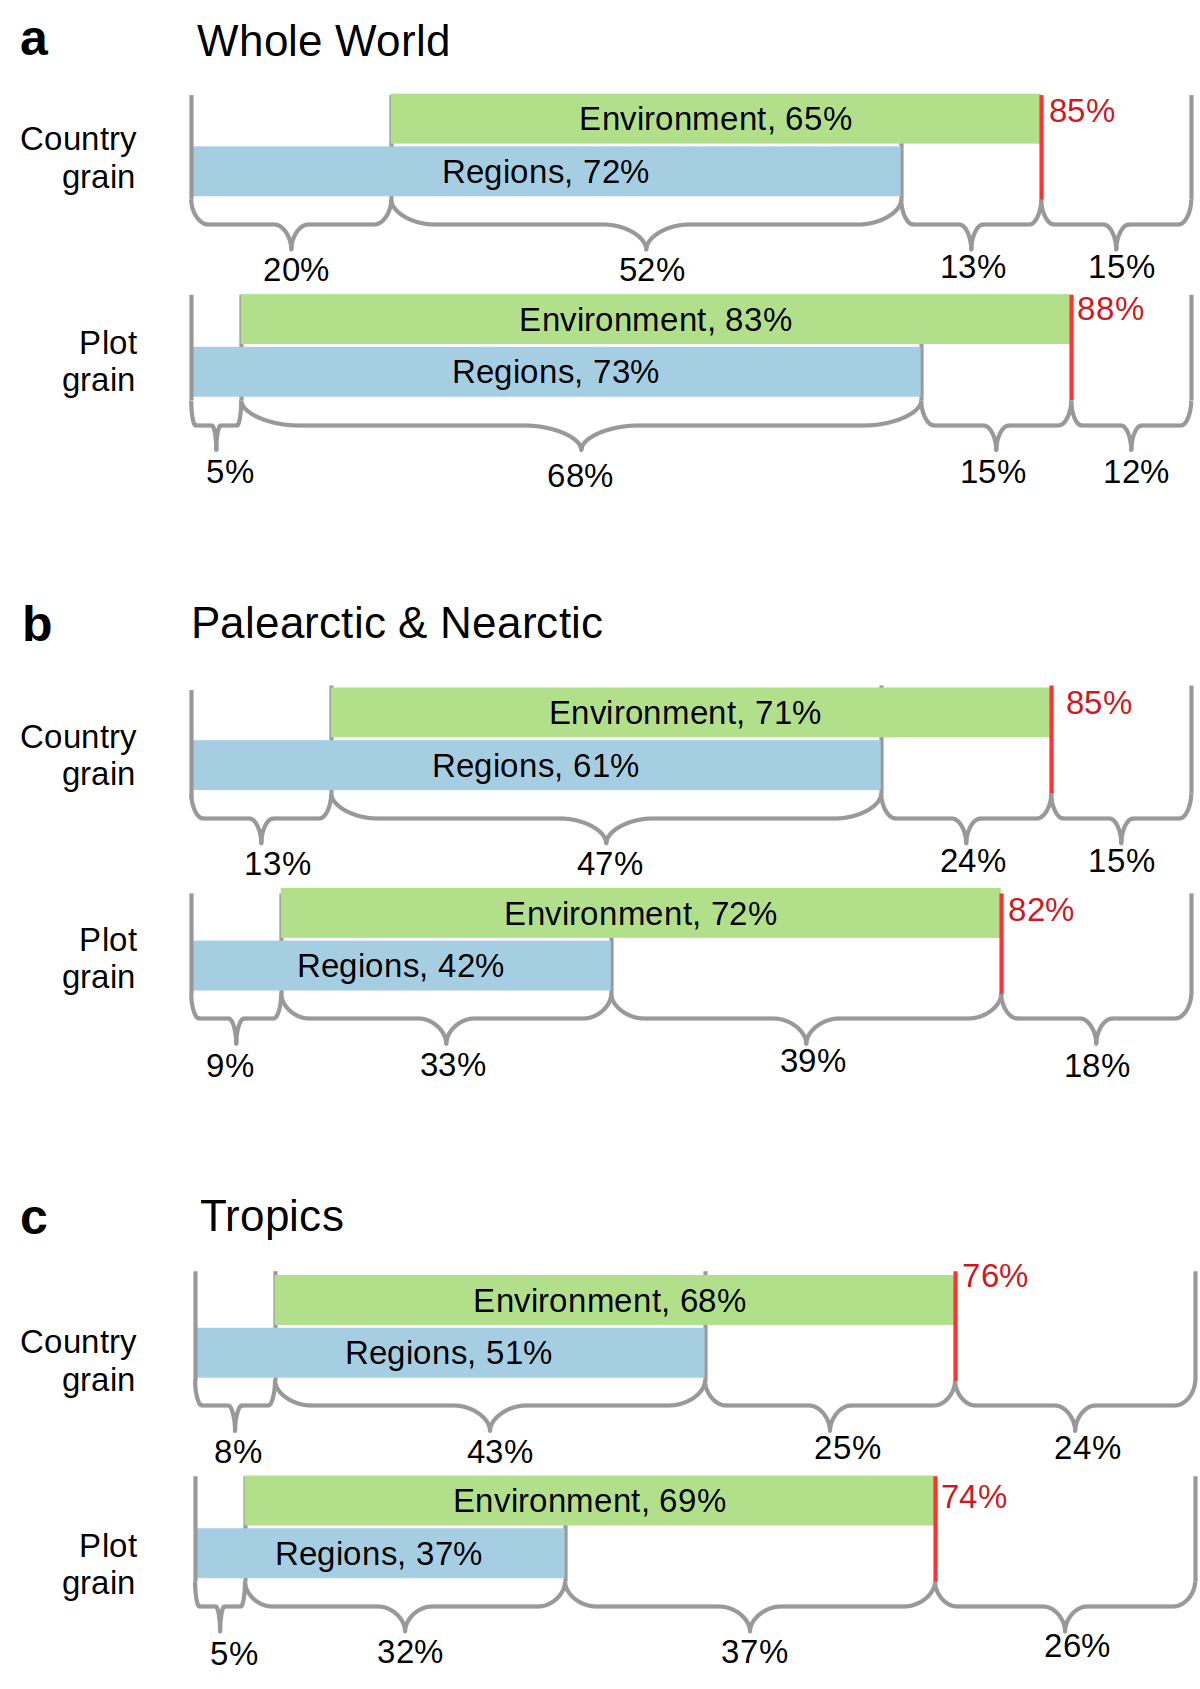 a
Whole World
Country
grain
Environment, 65%
85%
Regions, 72%
20%
52%
13%
15%
Plot
grain
Environment, 83%
88%
Regions, 73%
5%
68%
15%
12%
b
Palearctic & Nearctic
Country
grain
Environment, 71%
85%
Regions, 61%
13%
47%
24%
15%
Plot
grain
Environment, 72%
82%
Regions, 42%
9%
33%
39%
18%
c
Tropics
Country
grain
Environment, 68%
76%
Regions, 51%
8%
43%
25%
24%
Plot
grain
Environment, 69%
74%
Regions, 37%
5%
32%
37%
26%